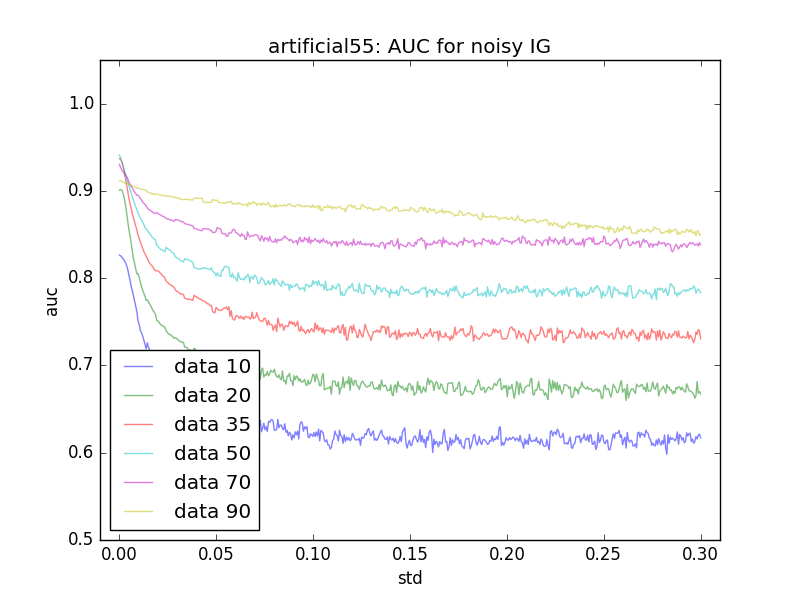 artificial55: AUC for noisy IG
1.0
0.9
0.8
0.7
0.6
0.5
auc
data 10
data 20
data 35
data 50
data 70
data 90
0.00 0.05 0.10 0.15 0.20 0.25 0.30
std